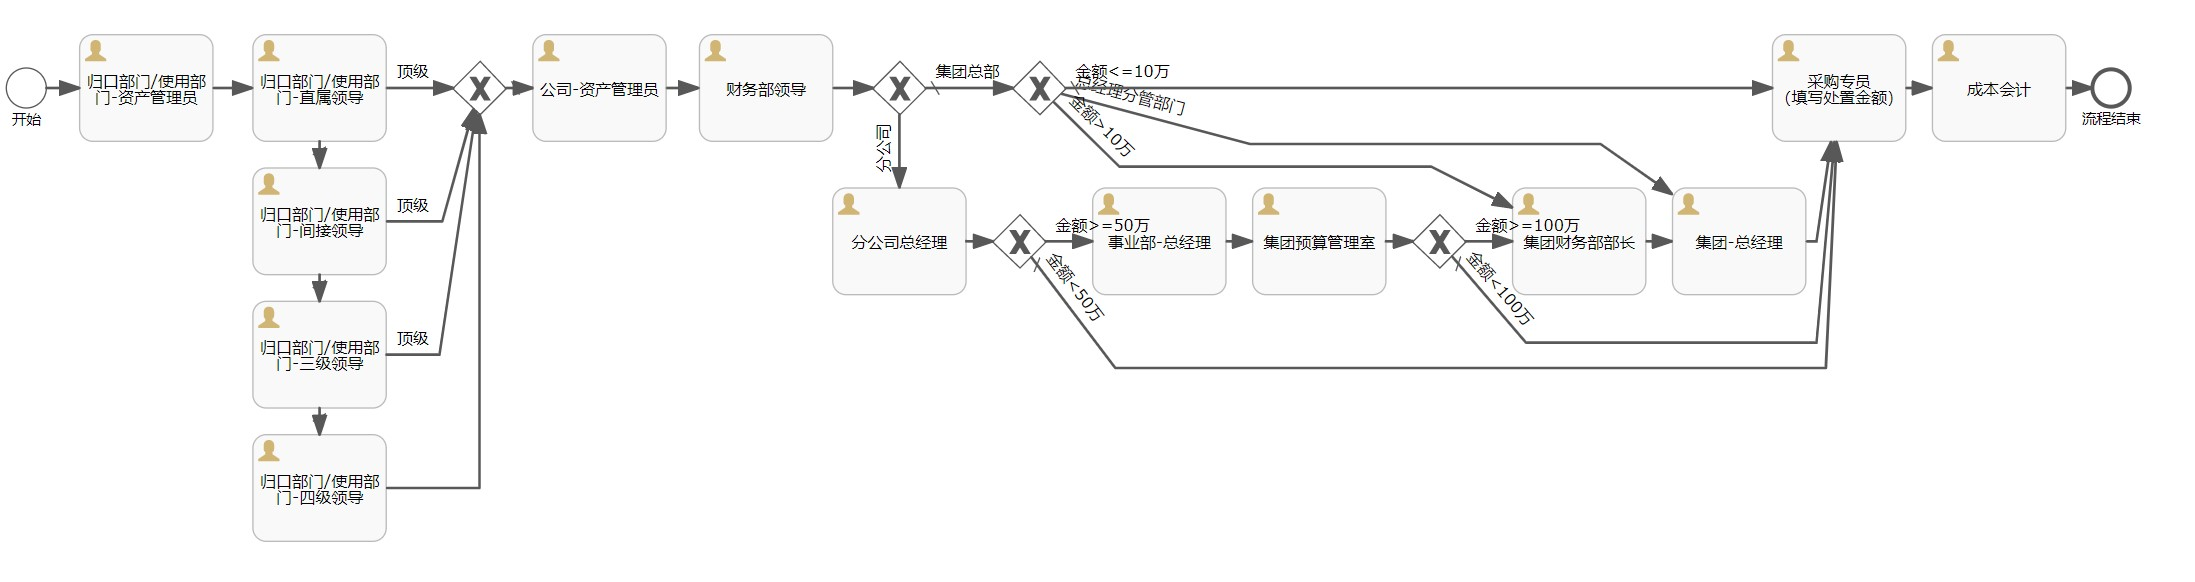 开始
归口部门/使用部
门-资产管理员
归口部门/使用部
门-直属领导
顶级
归口部门/使用部
门-间接领导
顶级
归口部门/使用部
门-三级领导
顶级
归口部门/使用部
门-四级领导
公司-资产管理员
财务部领导
集团总部
分公司
金额<=10万
总经理分管部门
金额>10万
采购专员
(填写处置金额)
成本会计
流程结束
分公司总经理
金额>=50万
金额<50万
事业部-总经理
集团预算管理室
金额>=100万
金额<100万
集团财务部部长
集团-总经理